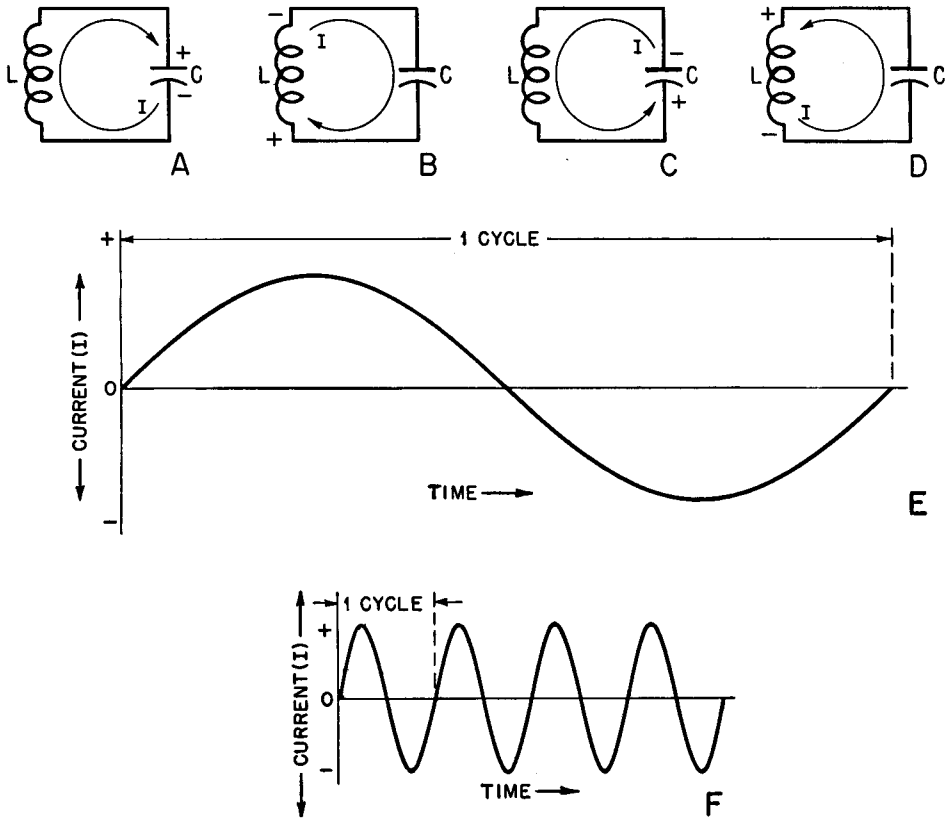 L I + - C
A
- + L I C
B
L I - + C
C
+ - L I C
D
+
1 CYCLE
CURRENT (I)
0
TIME
-
E
1 CYCLE
+
CURRENT (I)
0
-
TIME
F